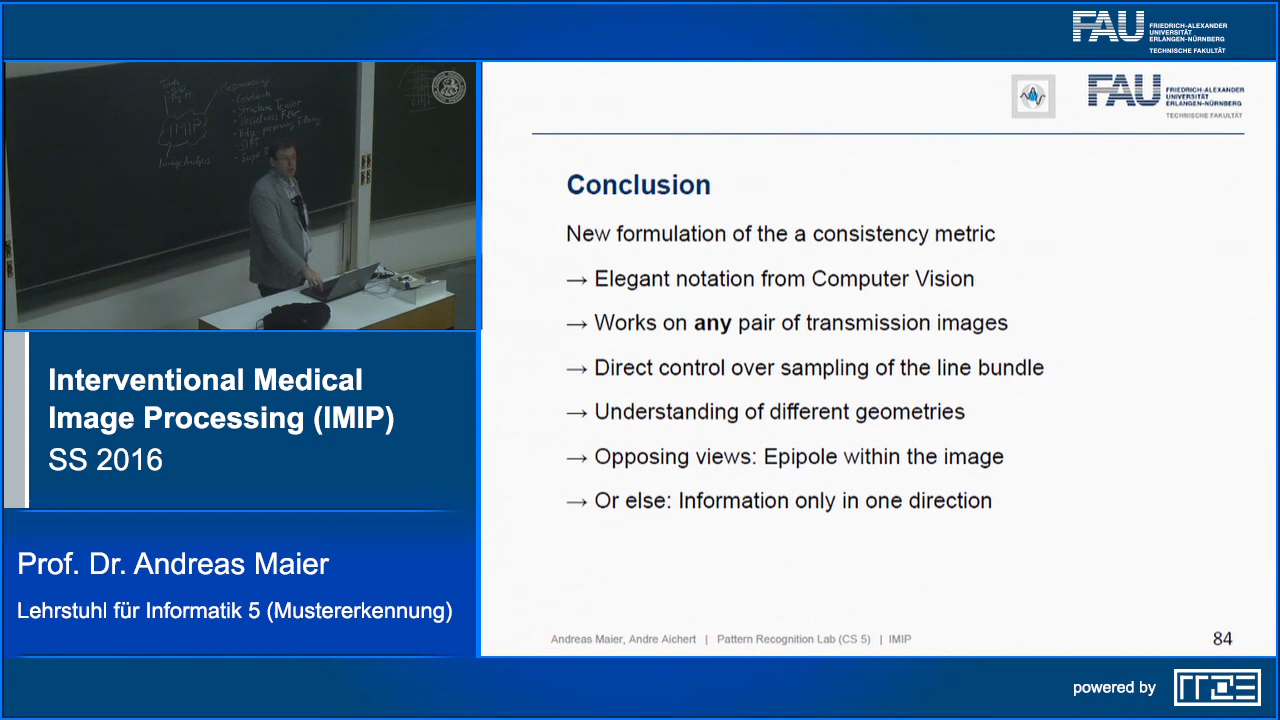 FAU FRIEDRICH-ALEXANDER
UNIVERSITÄT
ERLANGEN-NÜRNBERG
TECHNISCHE FAKULTÄT
IMIP
Image Analysis
Preprocessing
Interventional Medical
Image Processing (IMIP)
SS 2016
Prof. Dr. Andreas Maier
Lehrstuhl für Informatik 5 (Mustererkennung)
FAU FRIEDRICH-ALEXANDER
UNIVERSITÄT
ERLANGEN-NÜRNBERG
TECHNISCHE FAKULTÄT
Conclusion
New formulation of the a consistency metric
→ Elegant notation from Computer Vision
→ Works on any pair of transmission images
→ Direct control over sampling of the line bundle
→ Understanding of different geometries
→ Opposing views: Epipole within the image
→ Or else: Information only in one direction
Andreas Maier, Andre Aichert | Pattern Recognition Lab (CS 5) | IMIP
84
powered by